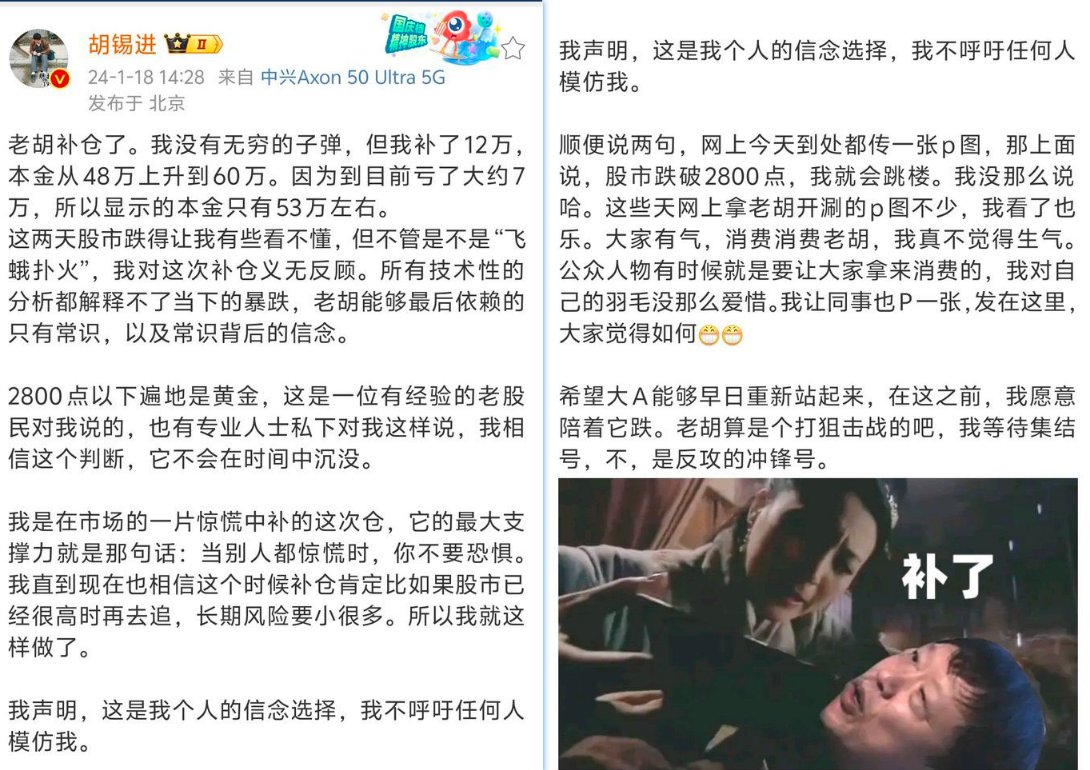 胡锡进 II
国庆档
精神股东
24-1-18 14:28 来自 中兴Axon 50 Ultra 5G
发布于 北京
老胡补仓了。我没有无穷的子弹，但我补了12万，
本金从48万上升到60万。因为到目前亏了大约7
万，所以显示的本金只有53万左右。
这两天股市跌得让我有些看不懂，但不管是不是“飞
蛾扑火”，我对这次补仓义无反顾。所有技术性的
分析都解释不了当下的暴跌，老胡能够最后依赖的
只有常识，以及常识背后的信念。
2800点以下遍地是黄金，这是一位有经验的老股
民对我说的，也有专业人士私下对我这样说，我相
信这个判断，它不会在时间中沉没。
我是在市场的一片惊慌中补的这次仓，它的最大支
撑力就是那句话：当别人都惊慌时，你不要恐惧。
我直到现在也相信这个时候补仓肯定比如果股市已
经很高时再去追，长期风险要小很多。所以我就这
样做了。
我声明，这是我个人的信念选择，我不呼吁任何人
模仿我。
我声明，这是我个人的信念选择，我不呼吁任何人
模仿我。
顺便说两句，网上今天到处都传一张p图，那上面
说，股市跌破2800点，我就会跳楼。我没那么说
哈。这些天网上拿老胡开涮的p图不少，我看了也
乐。大家有气，消费消费老胡，我真不觉得生气。
公众人物有时候就是要让大家拿来消费的，我对自
己的羽毛没那么爱惜。我让同事也P一张，发在这里，
大家觉得如何😁😁
希望大A能够早日重新站起来，在这之前，我愿意
陪着它跌。老胡算是个打狙击战的吧，我等待集结
号，不，是反攻的冲锋号。
补了